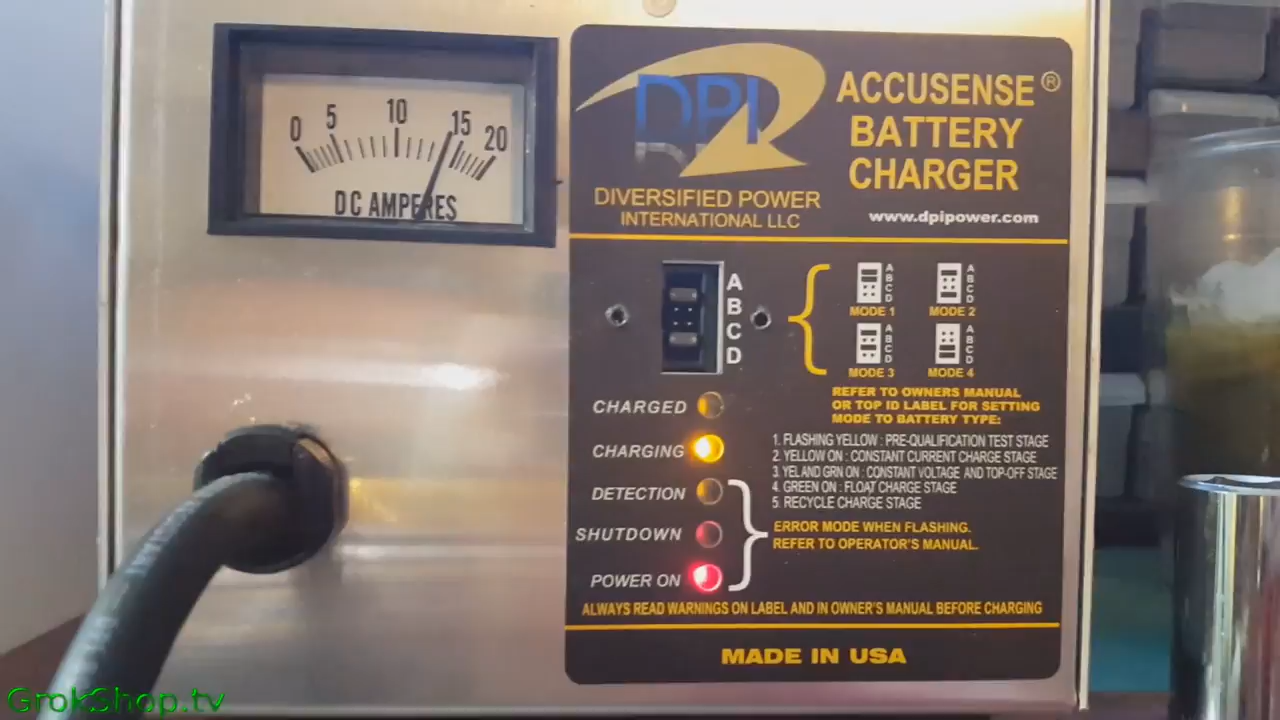 0 5 10 15 20
DC AMPERES
DPI
DIVERSIFIED POWER
INTERNATIONAL LLC
ACCUSENSE®
BATTERY
CHARGER
www.dpipower.com
A
B
C
D
A
B
C
D
MODE 1
A
B
C
D
MODE 2
A
B
C
D
MODE 3
A
B
C
D
MODE 4
REFER TO OWNERS MANUAL
OR TOP ID LABEL FOR SETTING
MODE TO BATTERY TYPE:
CHARGED
CHARGING
DETECTION
SHUTDOWN
POWER ON
1. FLASHING YELLOW : PRE-QUALIFICATION TEST STAGE
2. YELLOW ON : CONSTANT CURRENT CHARGE STAGE
3. YEL AND GRN ON : CONSTANT VOLTAGE AND TOP-OFF STAGE
4. GREEN ON : FLOAT CHARGE STAGE
5. RECYCLE CHARGE STAGE
ERROR MODE WHEN FLASHING.
REFER TO OPERATOR'S MANUAL.
ALWAYS READ WARNINGS ON LABEL AND IN OWNER'S MANUAL BEFORE CHARGING
MADE IN USA
GrokShop.tv